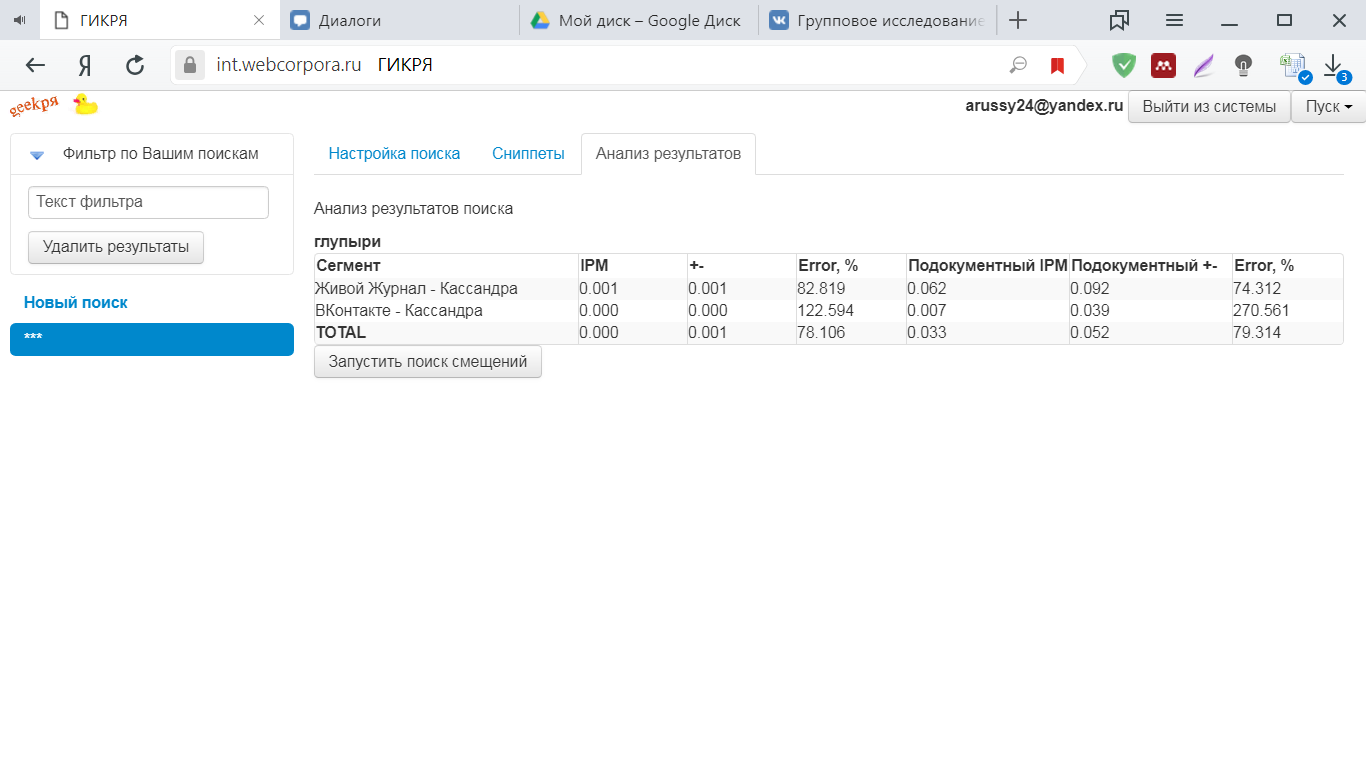 ГИКРЯ Диалоги Мой диск – Google Диск Групповое исследование
Я int.webcorpora.ru ГИКРЯ 3
geekря arussy24@yandex.ru Выйти из системы Пуск
Фильтр по Вашим поискам Настройка поиска Сниппеты Анализ результатов
Текст фильтра
Удалить результаты
Новый поиск
***
Анализ результатов поиска
глупыри
Сегмент IPM +- Error, % Подокументный IPM Подокументный +- Error, %
Живой Журнал - Кассандра 0.001 0.001 82.819 0.062 0.092 74.312
ВКонтакте - Кассандра 0.000 0.000 122.594 0.007 0.039 270.561
TOTAL 0.000 0.001 78.106 0.033 0.052 79.314
Запустить поиск смещений